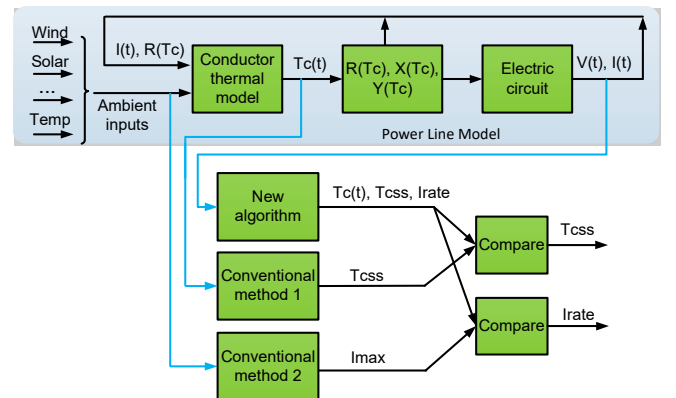 Wind
Solar
...
Temp
I(t), R(Tc)
Ambient
inputs
Conductor
thermal
model
Tc(t)
R(Tc), X(Tc),
Y(Tc)
Electric
circuit
V(t), I(t)
Power Line Model
New
algorithm
Tc(t), Tcss, Irate
Conventional
method 1
Tcss
Conventional
method 2
Imax
Compare
Tcss
Compare
Irate